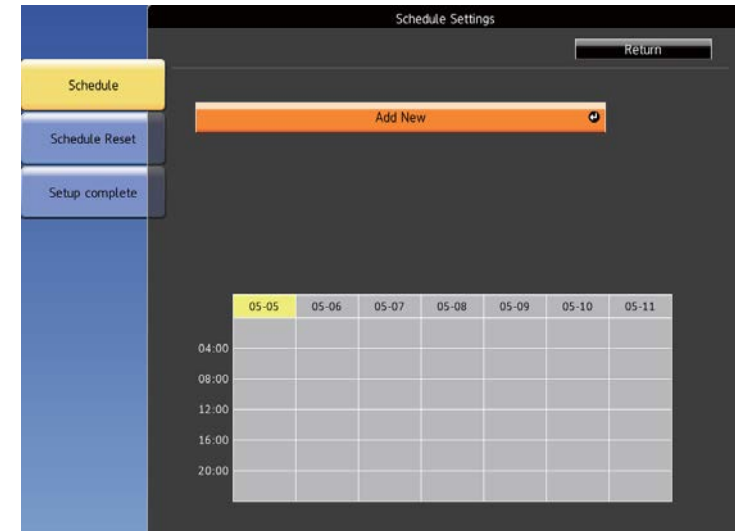 Schedule Settings
Return
Schedule
Add New
Schedule Reset
Setup complete
05-05 05-06 05-07 05-08 05-09 05-10 05-11
04:00
08:00
12:00
16:00
20:00